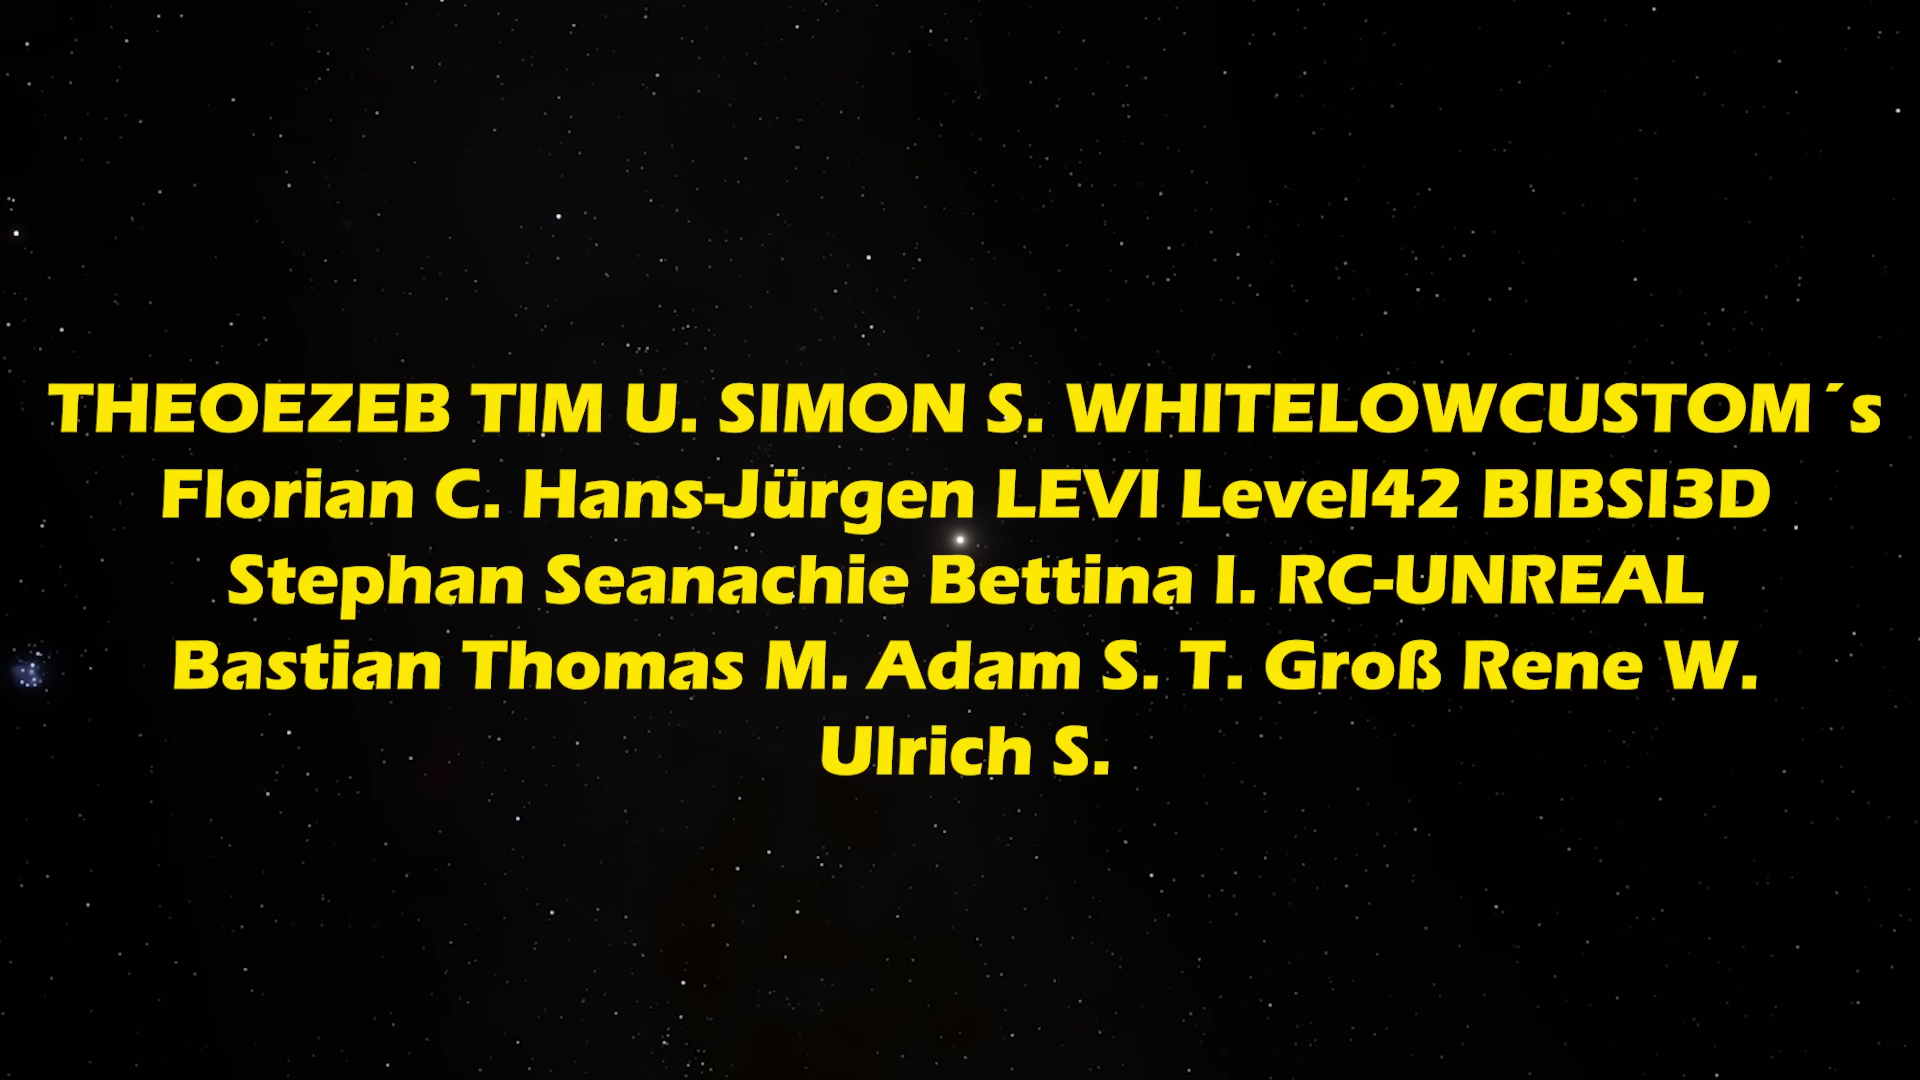 THEOEZEB TIM U. SIMON S. WHITELOWCUSTOM´s
Florian C. Hans-Jürgen LEVI Level42 BIBSI3D
Stephan Seanachie Bettina I. RC-UNREAL
Bastian Thomas M. Adam S. T. Groß Rene W.
Ulrich S.